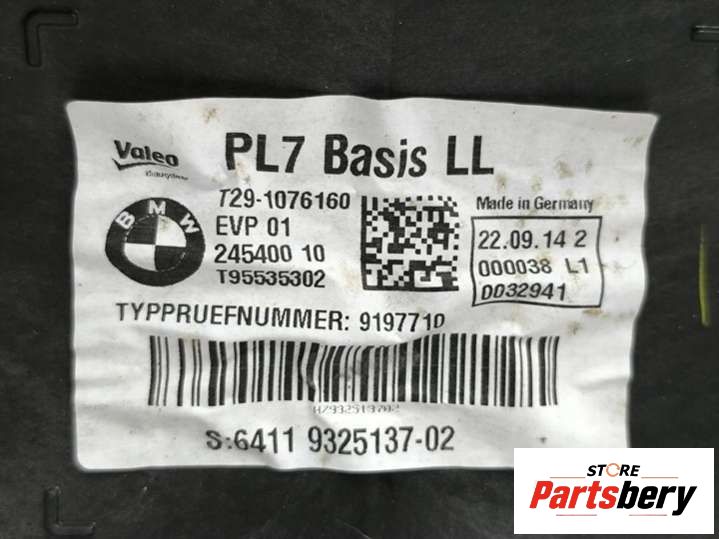 Valeo
PL7 Basis LL
BMW
T29-1076160
EVP 01
245400 10
T95535302
Made in Germany
22.09.14 2
000038 L1
D032941
TYPPRUEFNUMMER: 9197710
S:6411 9325137-02
STORE
Partsbery